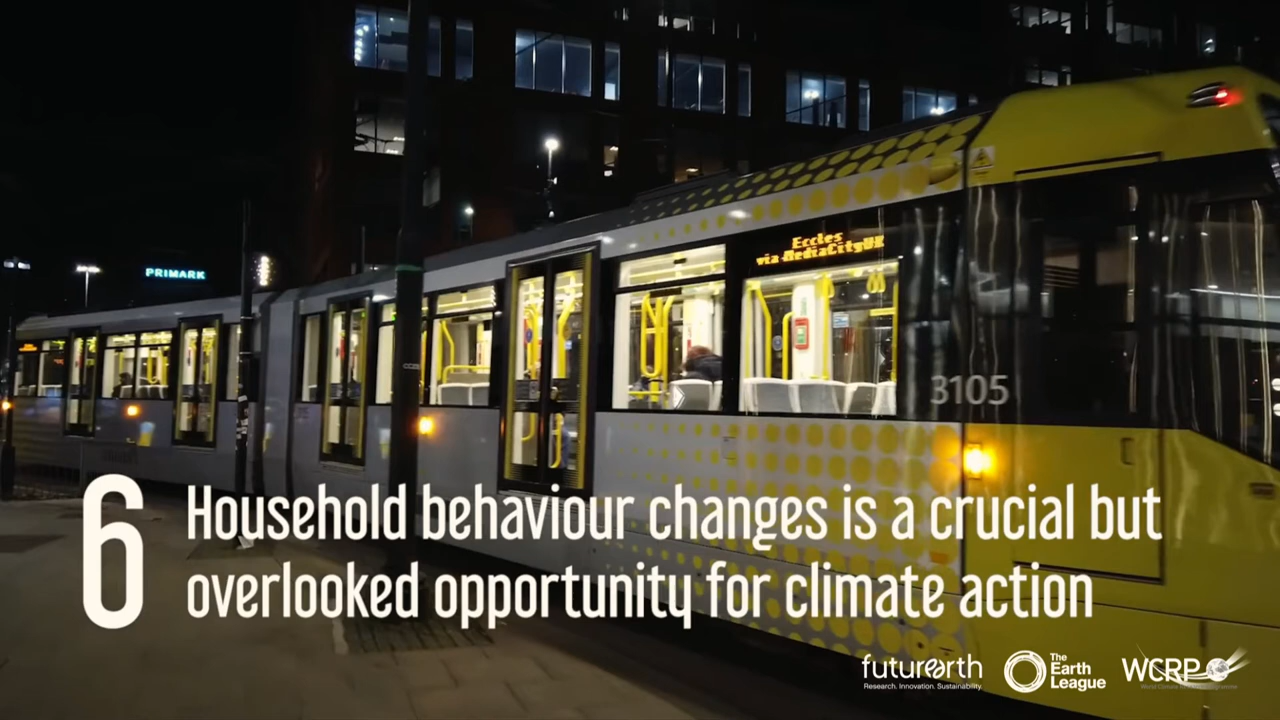 PRIMARK
Eccles
via MediaCityUK
3105
6
Household behaviour changes is a crucial but
overlooked opportunity for climate action
futurearth
Research. Innovation. Sustainability.
The
Earth
League
WCRP